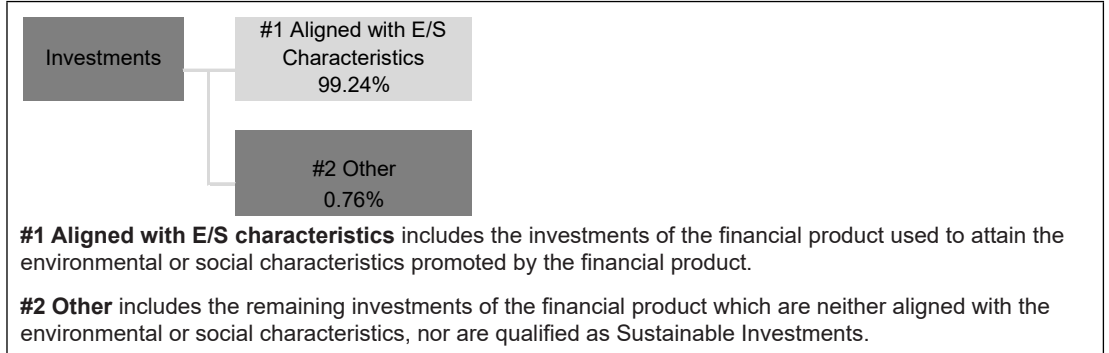 Investments
#1 Aligned with E/S
Characteristics
99.24%
#2 Other
0.76%
#1 Aligned with E/S characteristics includes the investments of the financial product used to attain the
environmental or social characteristics promoted by the financial product.
#2 Other includes the remaining investments of the financial product which are neither aligned with the
environmental or social characteristics, nor are qualified as Sustainable Investments.